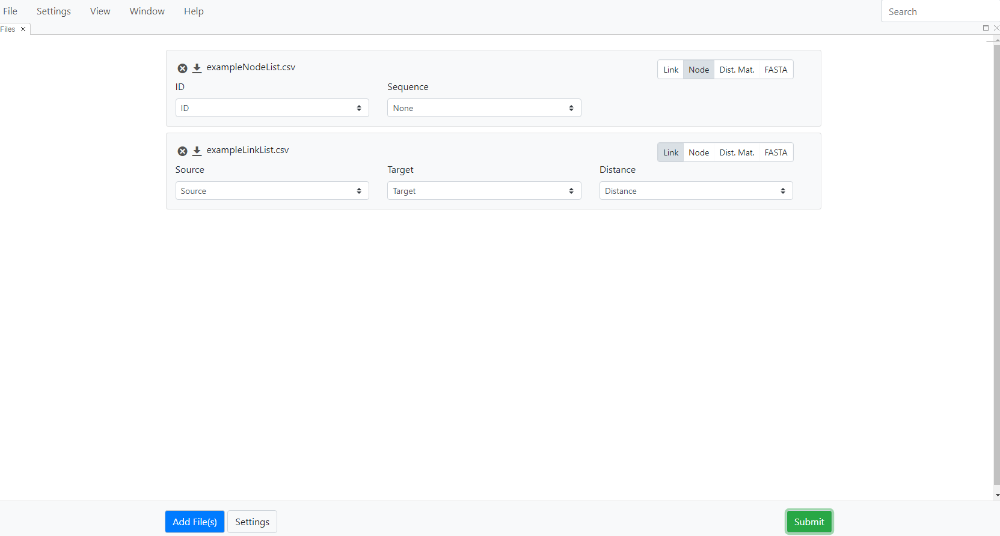 File Settings View Window Help Search
Files
exampleNodeList.csv Link Node Dist. Mat. FASTA
ID Sequence
ID None
exampleLinkList.csv Link Node Dist. Mat. FASTA
Source Target Distance
Source Target Distance
Add File(s) Settings Submit